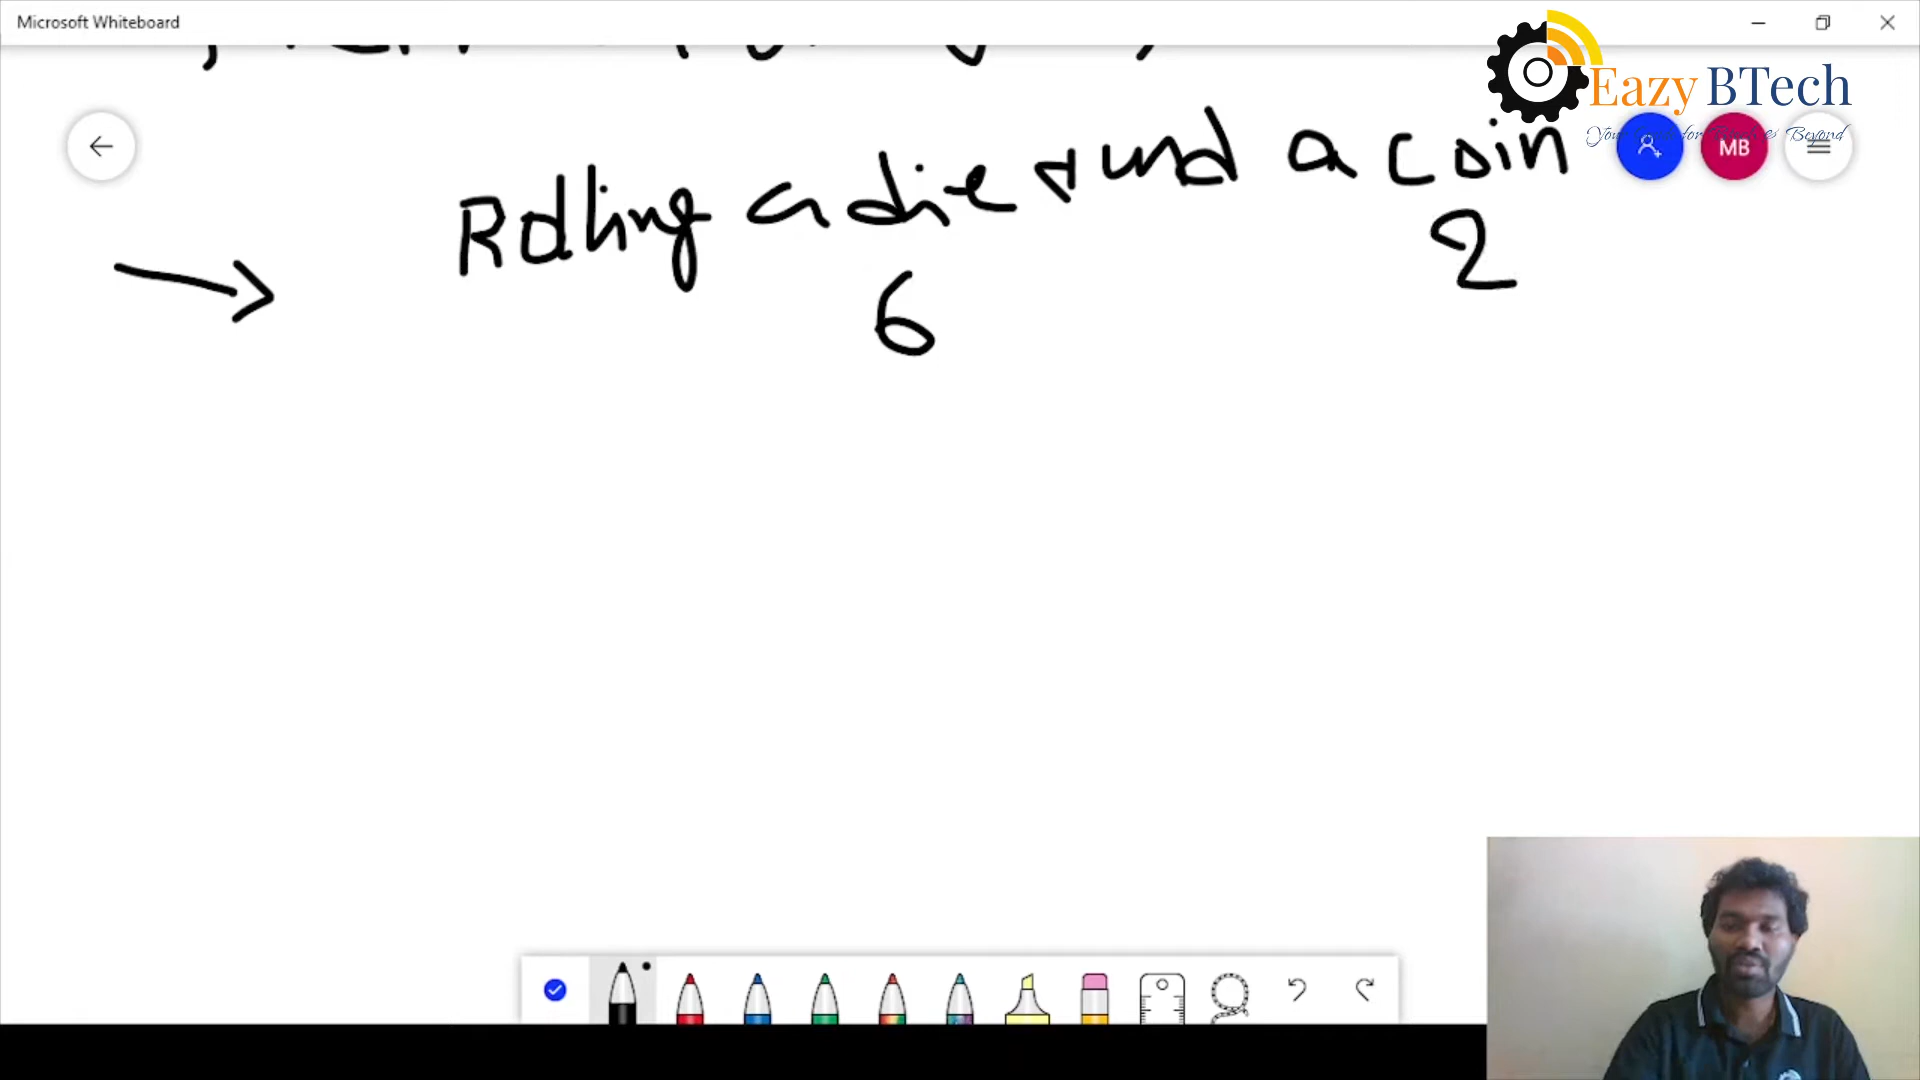 Microsoft Whiteboard
Eazy BTech
MB
Rolling a die and a coin
6
2